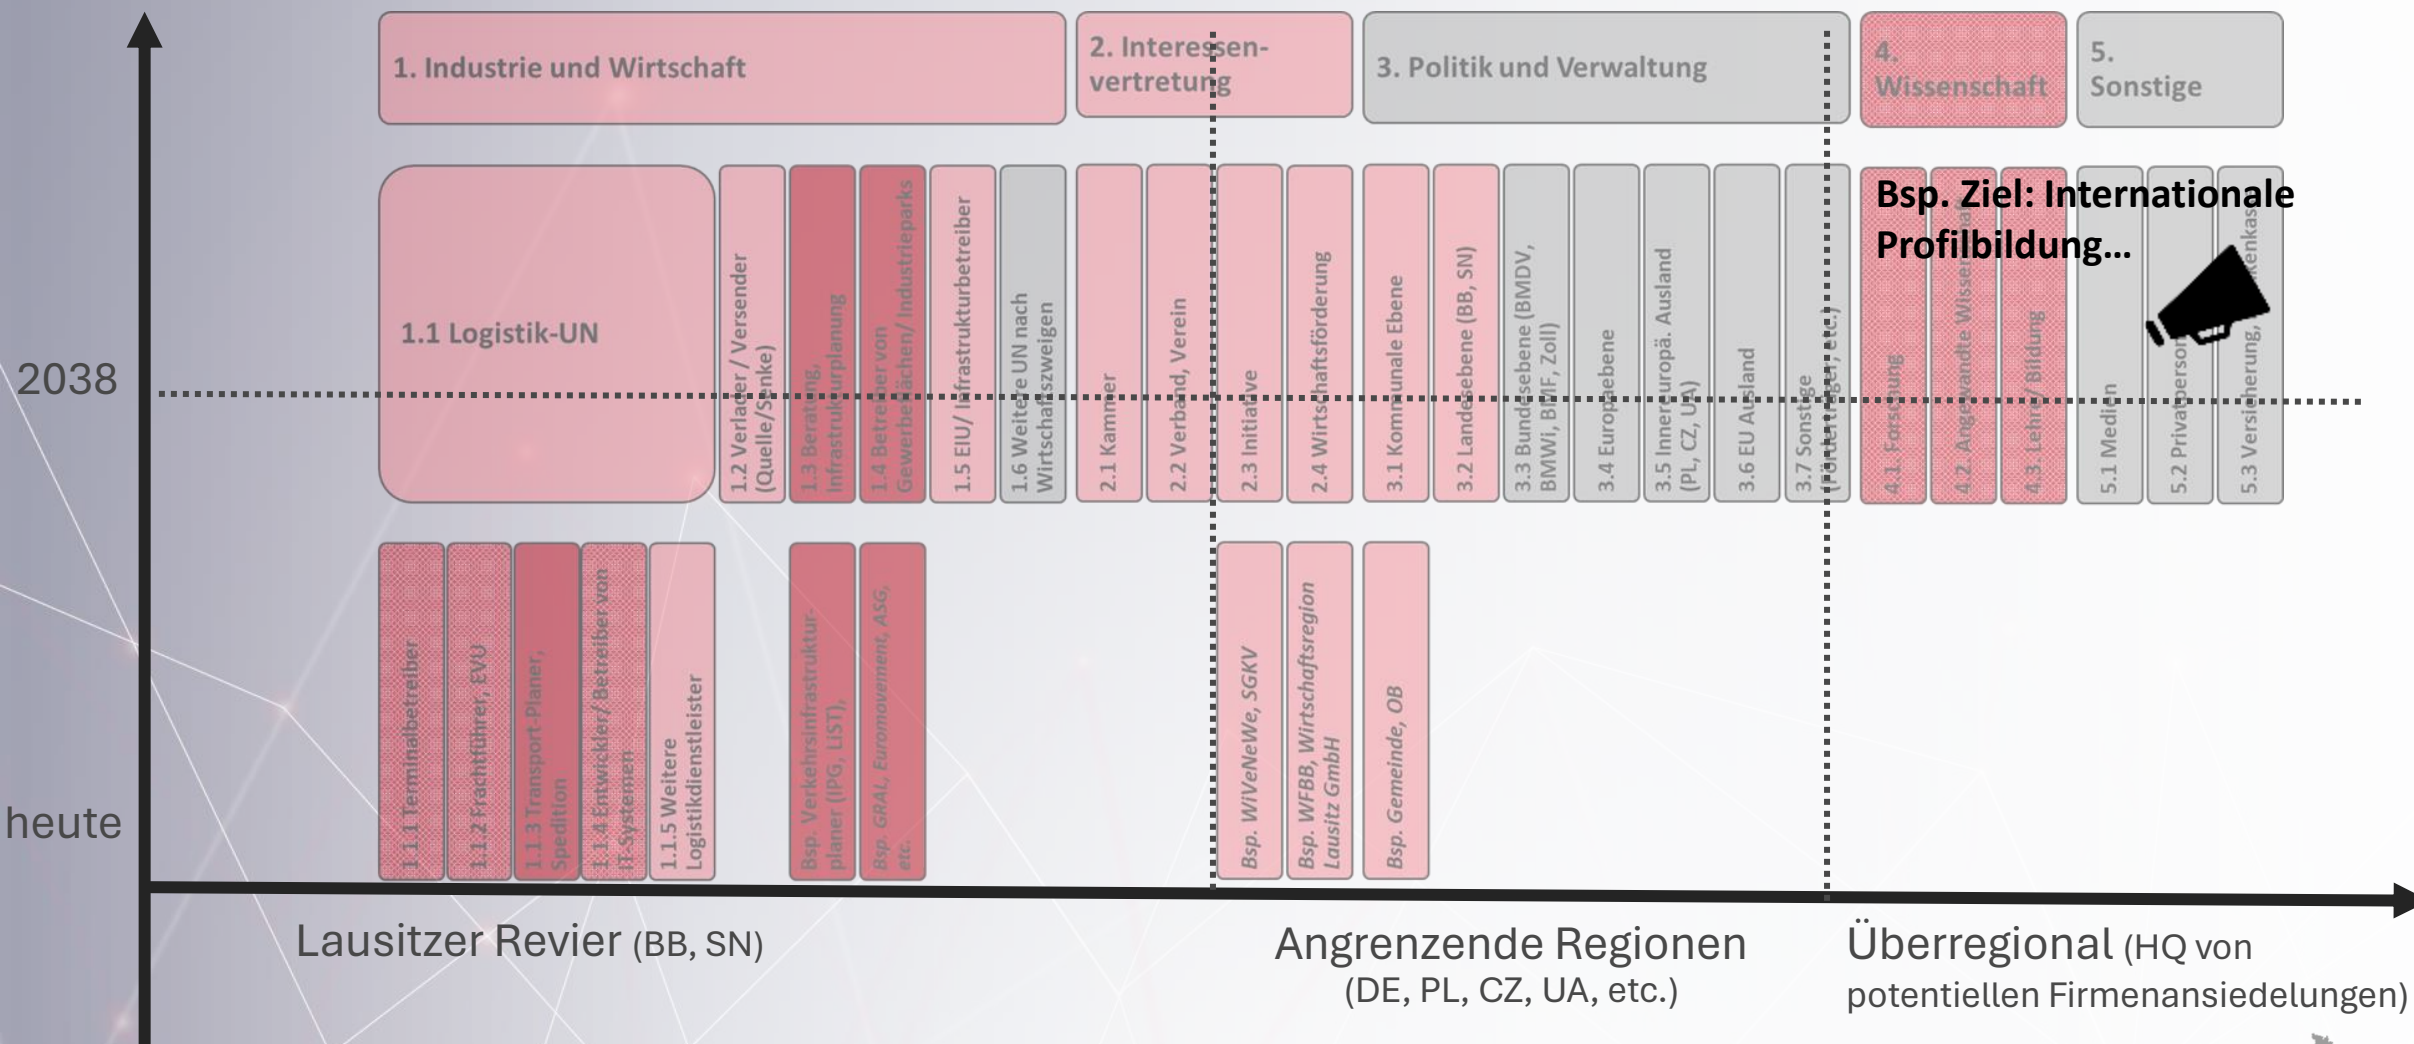 1. Industrie und Wirtschaft
2. Interessen-
vertretung
3. Politik und Verwaltung
4.
Wissenschaft
5.
Sonstige
Bsp. Ziel: Internationale
Profilbildung...
2038
1.1 Logistik-UN
1.2 Verlader / Versender
(Quelle/Senke)
1.3 Beratung,
Infrastrukturplanung
1.4 Betreiber von
Gewerbeflächen/ Industrieparks
1.5 EIU/ Infrastrukturbetreiber
1.6 Weitere UN nach
Wirtschaftszweigen
2.1 Kammer
2.2 Verband, Verein
2.3 Initiative
2.4 Wirtschaftsförderung
3.1 Kommunale Ebene
3.2 Landesebene (BB, SN)
3.3 Bundesebene (BMDV,
BMWi, BMF, Zoll)
3.4 Europaebene
3.5 Innereuropä. Ausland
(PL, CZ, UA)
3.6 EU Ausland
3.7 Sonstige
(Fördertträger, etc.)
4.1. Forschung
4.2. Angewandte
4.3. Lehre/ Bildung
5.1 Medien
5.2 Privatperson
5.3 Versicherung,
heute
1.1.1 Terminalbetreiber
1.1.2 Frachtführer, EVU
1.1.3 Transport-Planer,
Spedition
1.1.4 Entwickler/ Betreiber von
IT-Systemen
1.1.5 Weitere
Logistikdienstleister
Bsp. Verkehrsinfrastruktur-
planer (IPG, LiST),
Bsp. GRAL, Euromovement, ASG,
etc.
Bsp. WiVeNeWe, SGKV
Bsp. WFBB, Wirtschaftsregion
Lausitz GmbH
Bsp. Gemeinde, OB
Lausitzer Revier (BB, SN)
Angrenzende Regionen
(DE, PL, CZ, UA, etc.)
Überregional (HQ von
potentiellen Firmenansiedelungen)